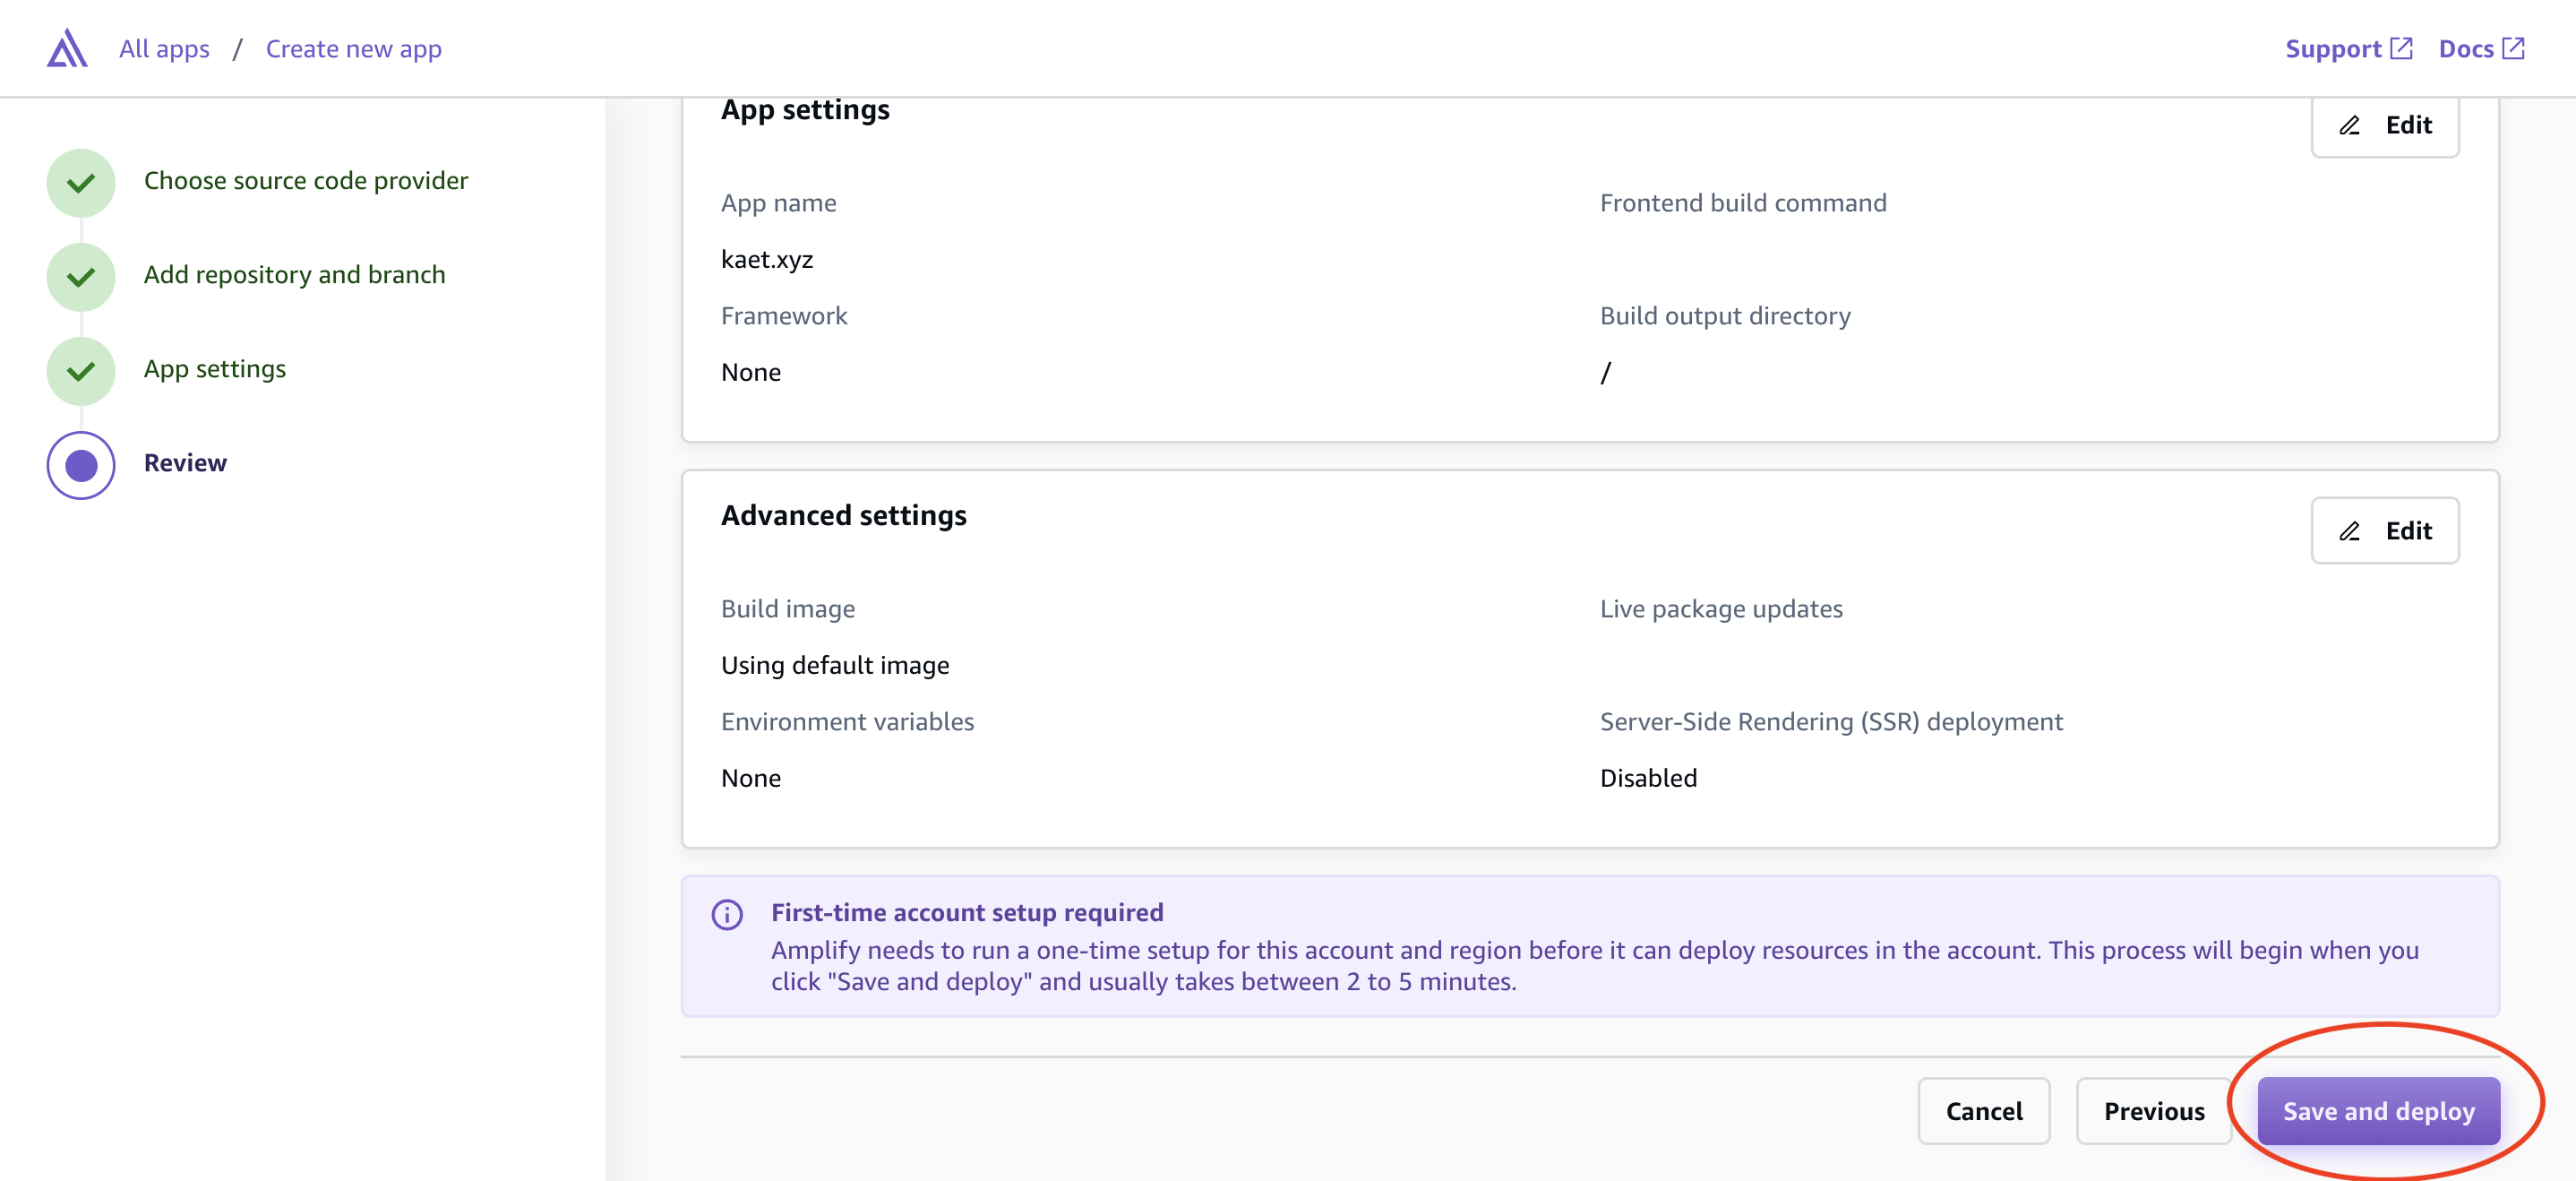 All apps / Create new app
Support Docs
Choose source code provider
Add repository and branch
App settings
Review
App settings
Edit
App name
Frontend build command
kaet.xyz
Framework
Build output directory
None
/
Advanced settings
Edit
Build image
Live package updates
Using default image
Environment variables
Server-Side Rendering (SSR) deployment
None
Disabled
First-time account setup required
Amplify needs to run a one-time setup for this account and region before it can deploy resources in the account. This process will begin when you
click "Save and deploy" and usually takes between 2 to 5 minutes.
Cancel
Previous
Save and deploy